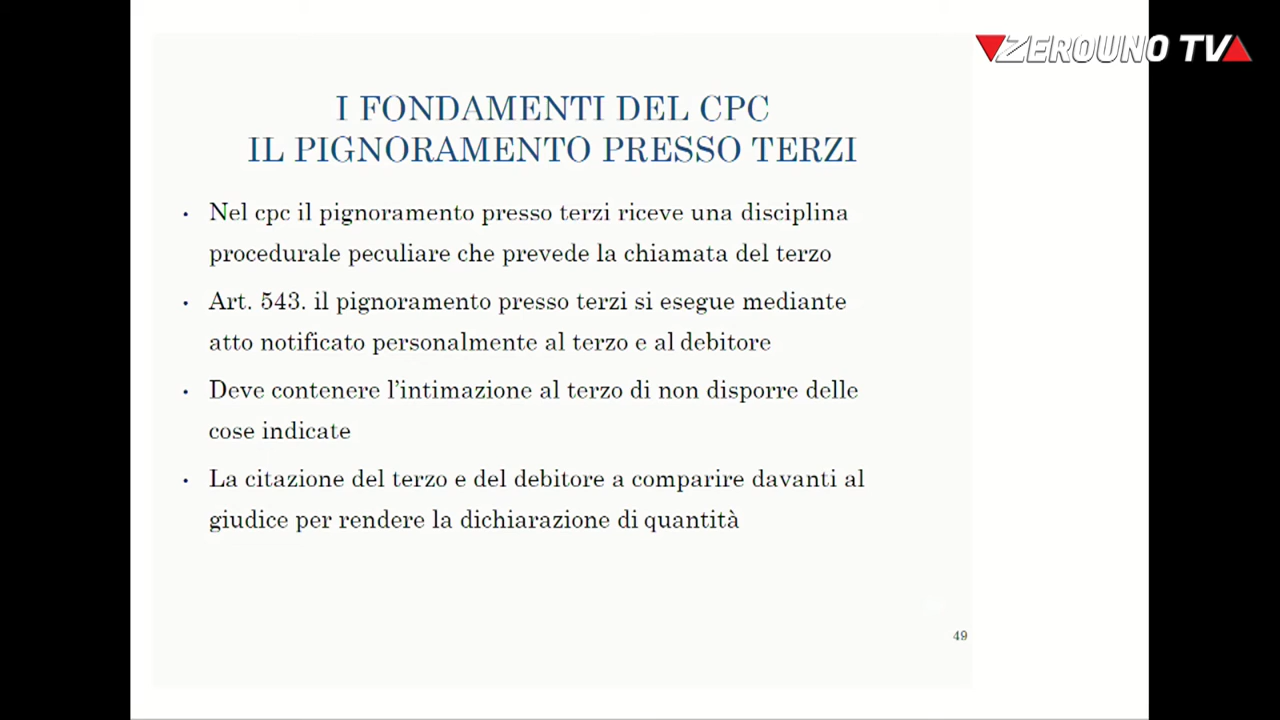 ZEROUNO TV
I FONDAMENTI DEL CPC
IL PIGNORAMENTO PRESSO TERZI
• Nel cpc il pignoramento presso terzi riceve una disciplina
procedurale peculiare che prevede la chiamata del terzo
• Art. 543. il pignoramento presso terzi si esegue mediante
atto notificato personalmente al terzo e al debitore
• Deve contenere l’intimazione al terzo di non disporre delle
cose indicate
• La citazione del terzo e del debitore a comparire davanti al
giudice per rendere la dichiarazione di quantità
49